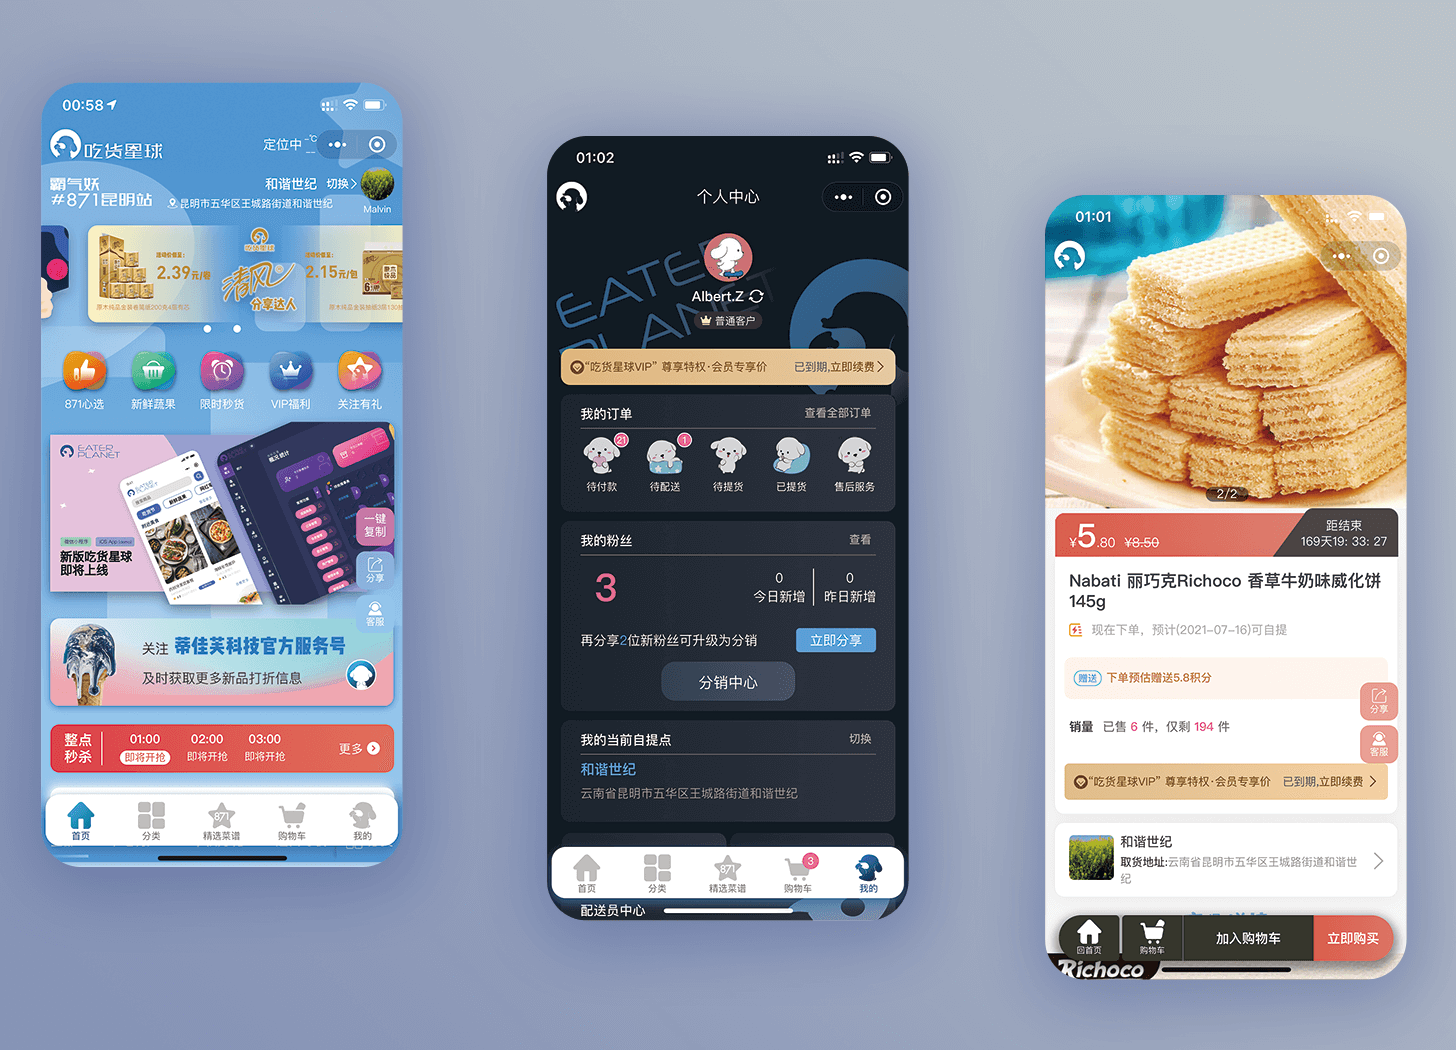 00:58
吃货星球
定位中
--℃
霸气妖
#871昆明站
和谐世纪 切换
昆明市五华区王城路街道和谐世纪
Malvin
活动价低至:
2.39元/卷
吃货星球
清风
分享达人
活动价低至:
2.15元/包
871心选
新鲜蔬果
限时秒货
VIP福利
关注有礼
EATER
PLANET
微信小程序
新版吃货星球
即将上线
一键
复制
分享
客服
关注 蒂佳芙科技官方服务号
及时获取更多新品打折信息
整点
秒杀
01:00
即将开抢
02:00
即将开抢
03:00
即将开抢
更多
首页
分类
871
精选菜谱
购物车
我的
01:02
个人中心
EATER
PLANET
Albert.Z
普通客户
“吃货星球VIP” 尊享特权·会员专享价
已到期,立即续费
我的订单
查看全部订单
21
1
待付款
待配送
待提货
已提货
售后服务
我的粉丝
查看
3
0
今日新增
0
昨日新增
再分享2位新粉丝可升级为分销
立即分享
分销中心
我的当前自提点
切换
和谐世纪
云南省昆明市五华区王城路街道和谐世纪
首页
分类
871
精选菜谱
3
购物车
我的
配送员中心
01:01
2/2
¥5.80 ¥8.50
距结束
169天19: 33: 27
Nabati 丽巧克Richoco 香草牛奶味威化饼
145g
现在下单，预计(2021-07-16)可自提
赠送 下单预估赠送5.8积分
分享
销量 已售 6 件，仅剩 194 件
客服
“吃货星球VIP” 尊享特权·会员专享价
已到期,立即续费
和谐世纪
取货地址:云南省昆明市五华区王城路街道和谐世
纪
回首页
购物车
加入购物车
立即购买
Richoco